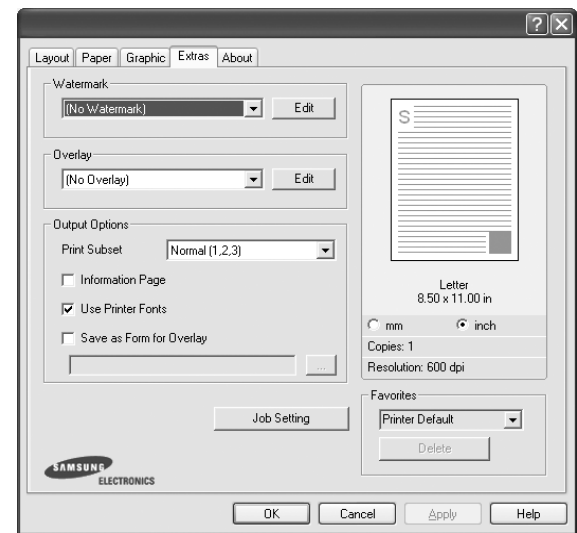 Layout Paper Graphic Extras About
Watermark
(No Watermark)
Edit
Overlay
(No Overlay)
Edit
Output Options
Print Subset
Normal (1,2,3)
Information Page
Use Printer Fonts
Save as Form for Overlay
...
Job Setting
SAMSUNG
ELECTRONICS
S
Letter
8.50 x 11.00 in
mm inch
Copies: 1
Resolution: 600 dpi
Favorites
Printer Default
Delete
OK Cancel Apply Help